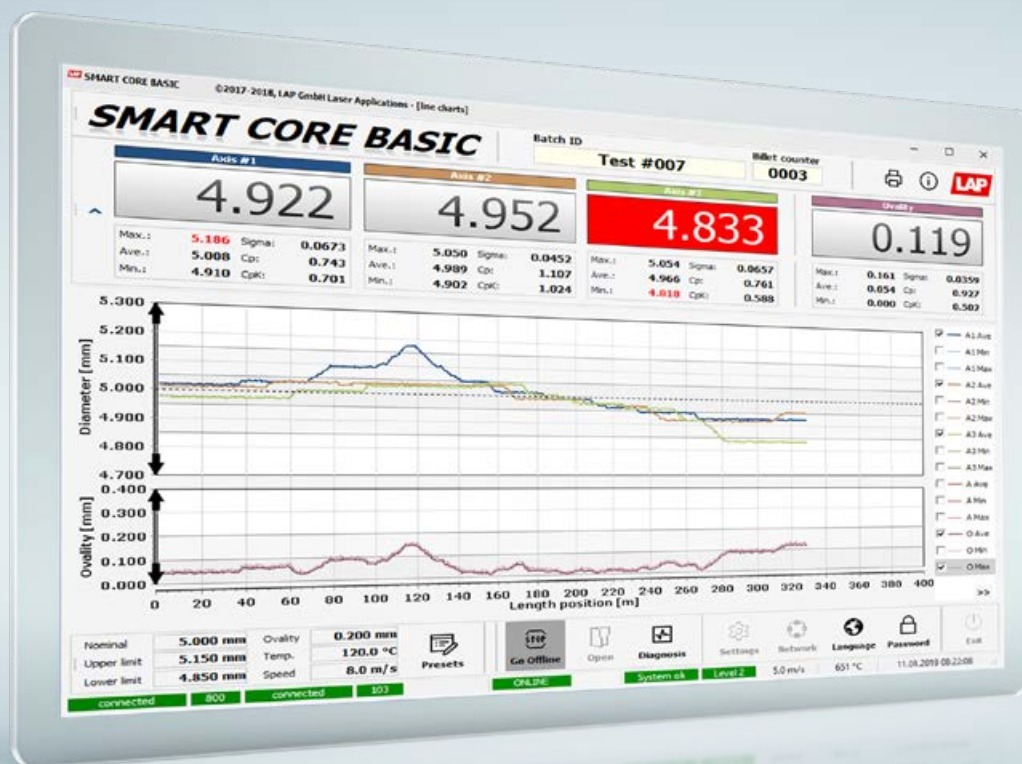 LAP SMART CORE BASIC ©2017-2018, LAP GmbH Laser Applications - [line charts]
SMART CORE BASIC
Batch ID
Test #007
Billet counter
0003
LAP
Axis #1
4.922
Max.: 5.186 Sigma: 0.0673
Ave.: 5.008 Cp: 0.743
Min.: 4.910 CpK: 0.701
Axis #2
4.952
Max.: 5.050 Sigma: 0.0452
Ave.: 4.989 Cp: 1.107
Min.: 4.902 CpK: 1.024
Axis #3
4.833
Max.: 5.054 Sigma: 0.0657
Ave.: 4.966 Cp: 0.761
Min.: 4.818 CpK: 0.588
Ovality
0.119
Max.: 0.161 Sigma: 0.0359
Ave.: 0.054 Cp: 0.927
Min.: 0.000 CpK: 0.502
Diameter [mm]
5.300
5.200
5.100
5.000
4.900
4.800
4.700
Ovality [mm]
0.400
0.300
0.200
0.100
0.000
0 20 40 60 80 100 120 140 160 180 200 220 240 260 280 300 320 340 360 380 400
Length position [m]
A1 Ave
A1 Min
A1 Max
A2 Ave
A2 Min
A2 Max
A3 Ave
A3 Min
A3 Max
A Ave
A Min
A Max
O Ave
O Min
O Max
>>
Nominal 5.000 mm Ovality 0.200 mm
Upper limit 5.150 mm Temp. 120.0 °C
Lower limit 4.850 mm Speed 8.0 m/s
Presets
STOP
Go Offline
Open
Diagnosis
Settings
Network
Language
Password
Exit
connected 800 connected 103 ONLINE System ok Level 2 5.0 m/s 651 °C 08:22:08